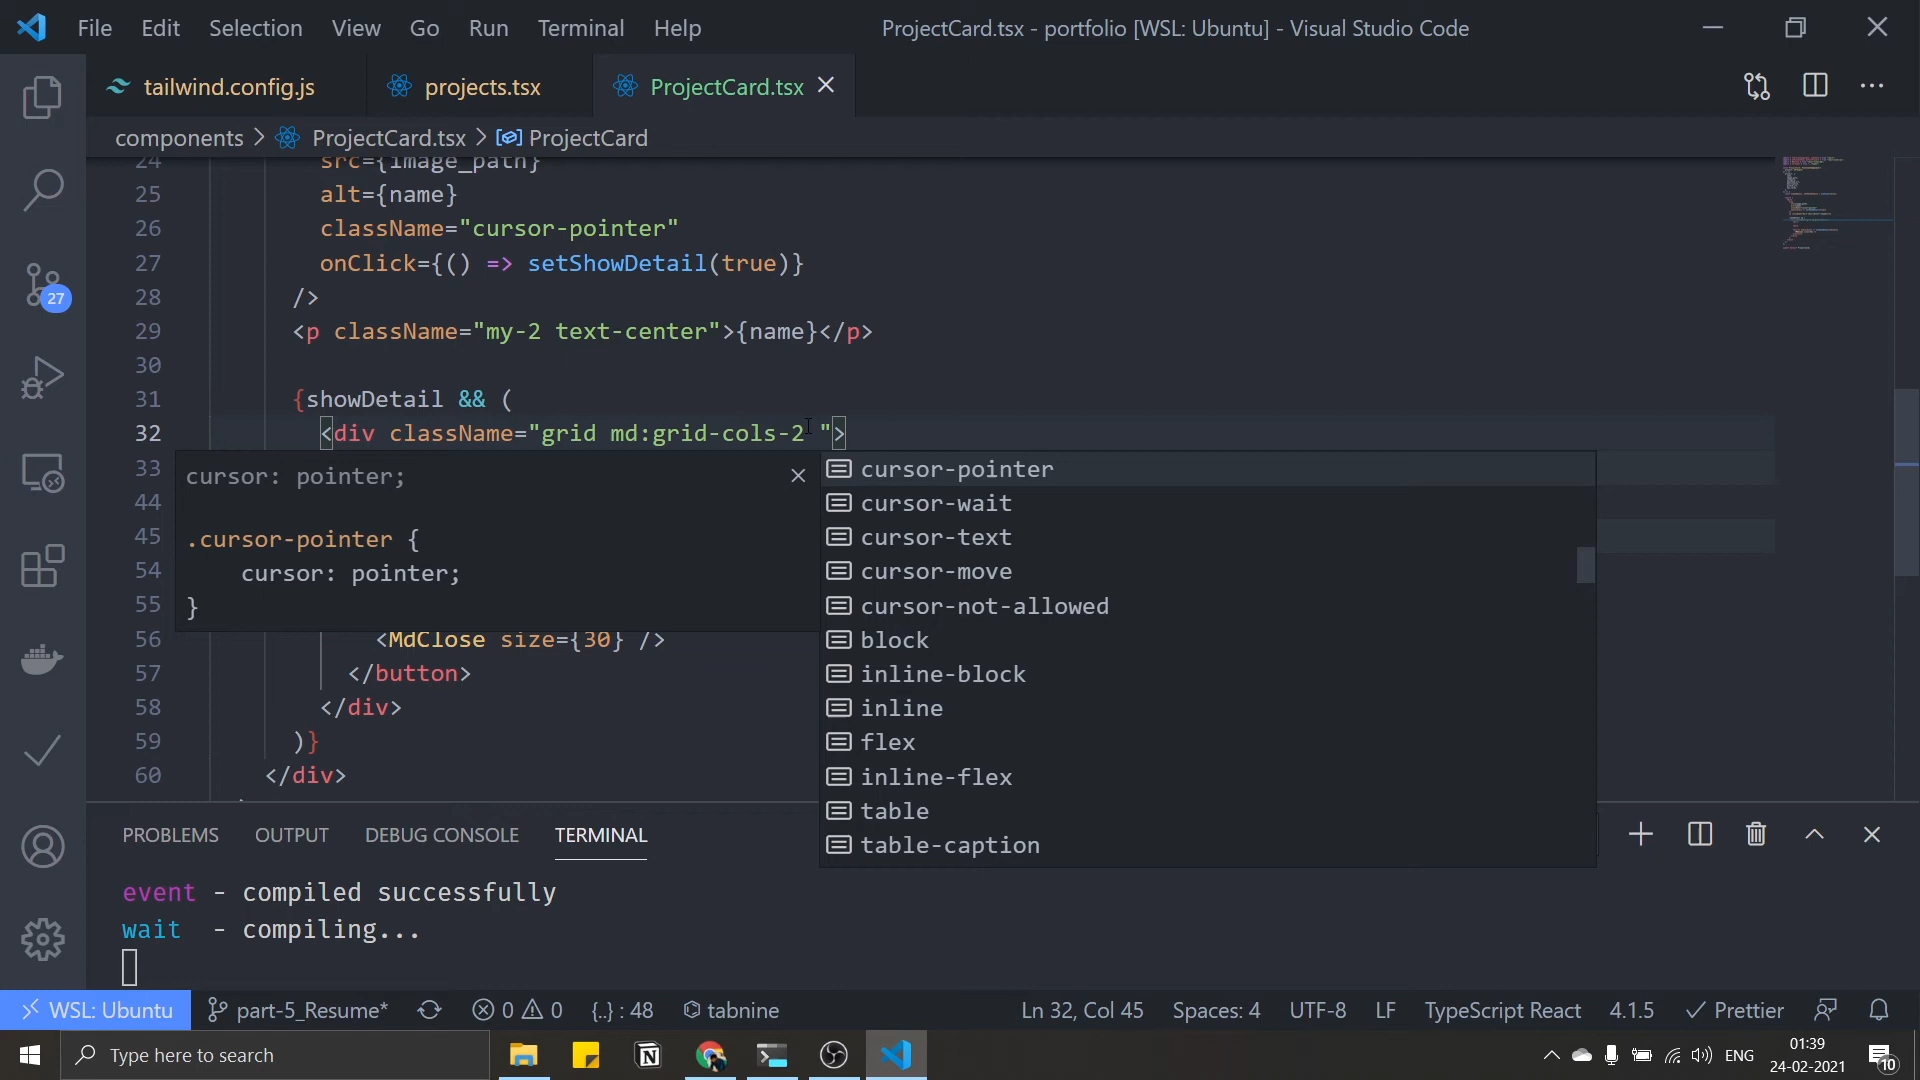 File Edit Selection View Go Run Terminal Help
ProjectCard.tsx - portfolio [WSL: Ubuntu] - Visual Studio Code
tailwind.config.js
projects.tsx
ProjectCard.tsx
components > ProjectCard.tsx > ProjectCard
24 src={image_path}
25 alt={name}
26 className="cursor-pointer"
27 onClick={() => setShowDetail(true)}
28 />
29 <p className="my-2 text-center">{name}</p>
30
31 {showDetail && (
32 <div className="grid md:grid-cols-2 ">
33
44
45
54
55
56 <MdClose size={30} />
57 </button>
58 </div>
59 )}
60 </div>
cursor: pointer;
.cursor-pointer {
cursor: pointer;
}
cursor-pointer
cursor-wait
cursor-text
cursor-move
cursor-not-allowed
block
inline-block
inline
flex
inline-flex
table
table-caption
27
PROBLEMS OUTPUT DEBUG CONSOLE TERMINAL
event - compiled successfully
wait - compiling...
WSL: Ubuntu part-5_Resume* 0 0 {..} : 48 tabnine Ln 32, Col 45 Spaces: 4 UTF-8 LF TypeScript React 4.1.5 Prettier
Type here to search
ENG
01:39
24-02-2021
10